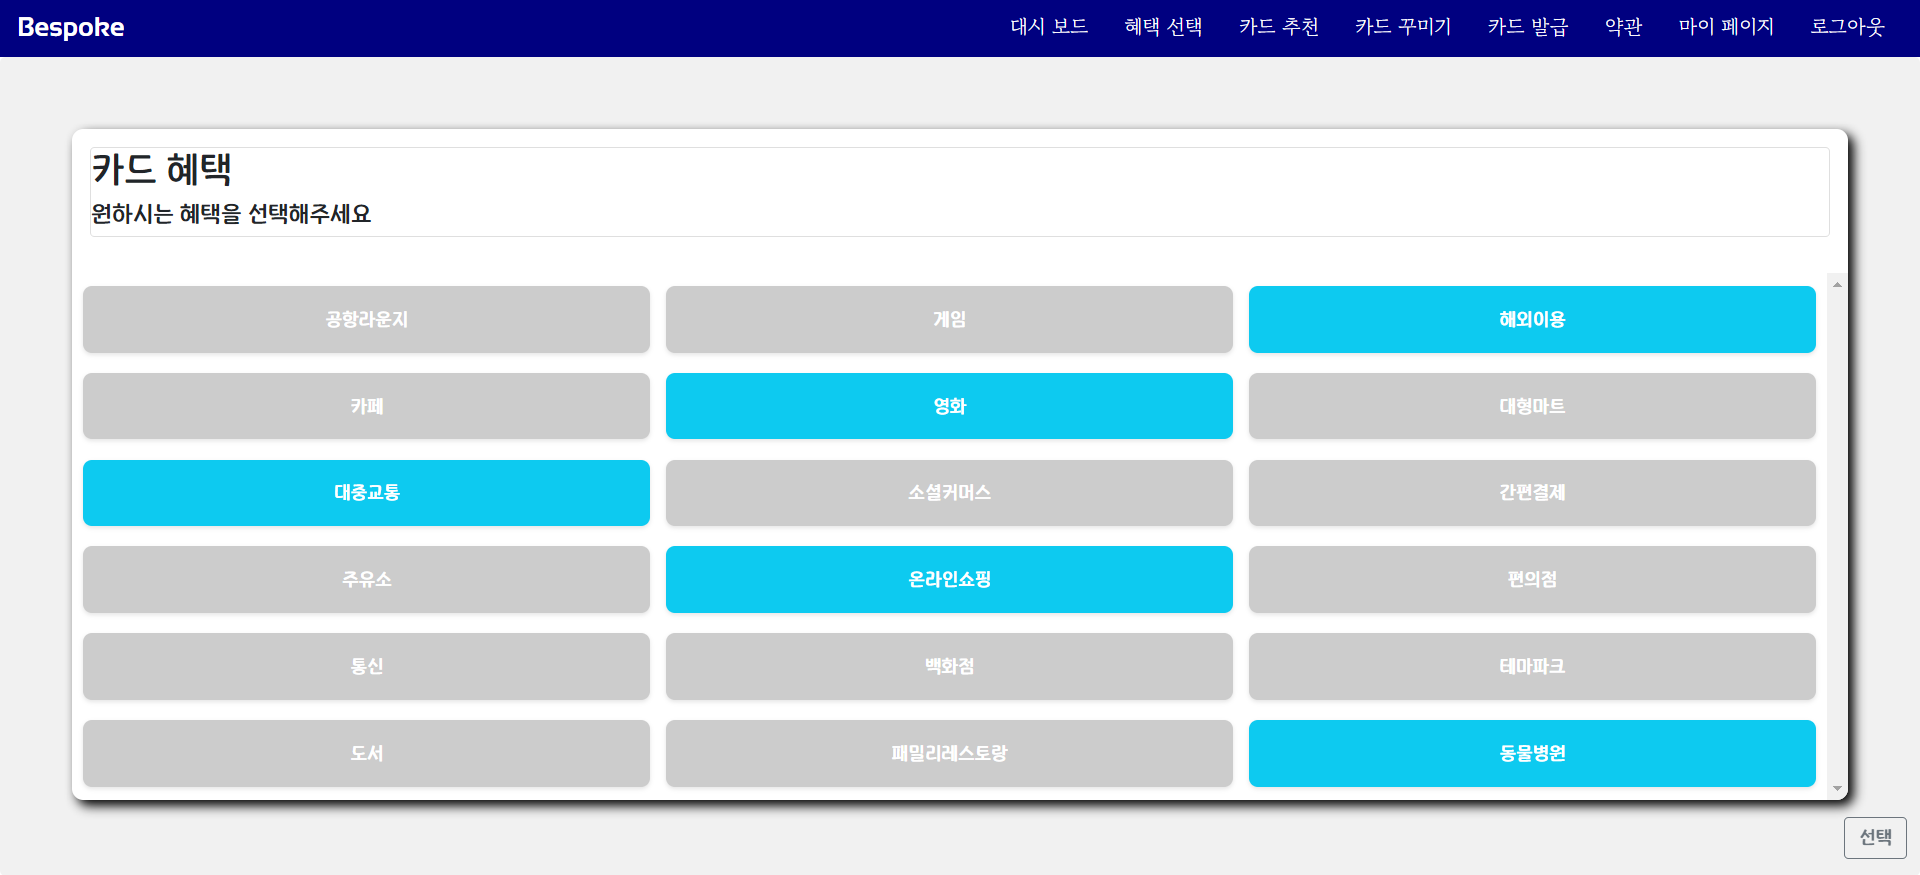 Bespoke
대시 보드 혜택 선택 카드 추천 카드 꾸미기 카드 발급 약관 마이 페이지 로그아웃
카드 혜택
원하시는 혜택을 선택해주세요
공항라운지 게임 해외이용
카페 영화 대형마트
대중교통 소셜커머스 간편결제
주유소 온라인쇼핑 편의점
통신 백화점 테마파크
도서 패밀리레스토랑 동물병원
선택